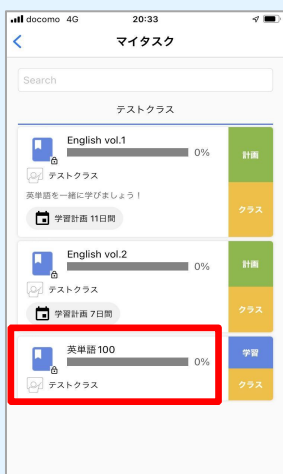 docomo 4G 20:33
マイタスク
Search
テストクラス
English vol.1
0%
計画
テストクラス
英単語を一緒に学びましょう！
学習計画 11日間
クラス
English vol.2
0%
計画
テストクラス
学習計画 7日間
クラス
英単語100
0%
学習
テストクラス
クラス